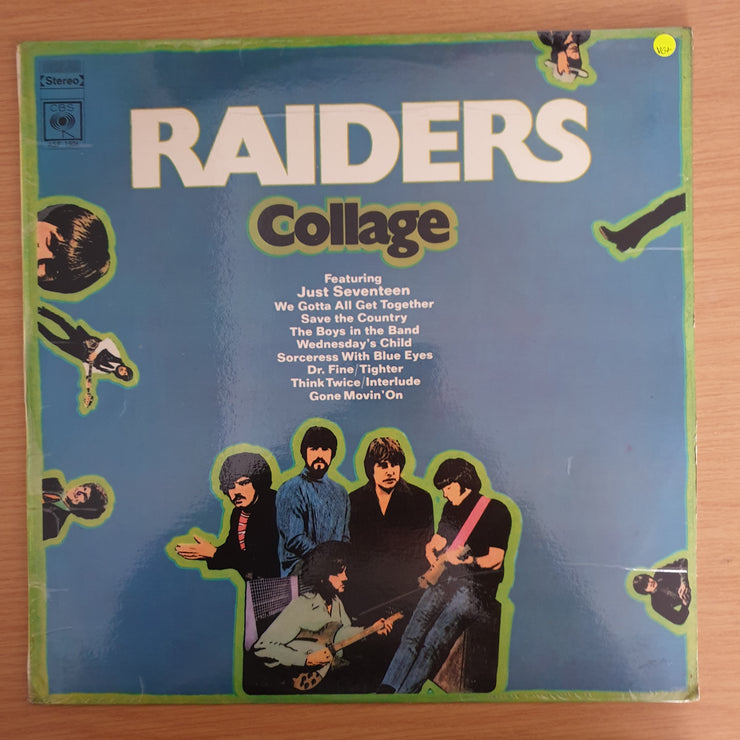 Stereo
CBS
VG+
RAIDERS
Collage
Featuring
Just Seventeen
We Gotta All Get Together
Save the Country
The Boys in the Band
Wednesday's Child
Sorceress With Blue Eyes
Dr. Fine/Tighter
Think Twice/Interlude
Gone Movin' On